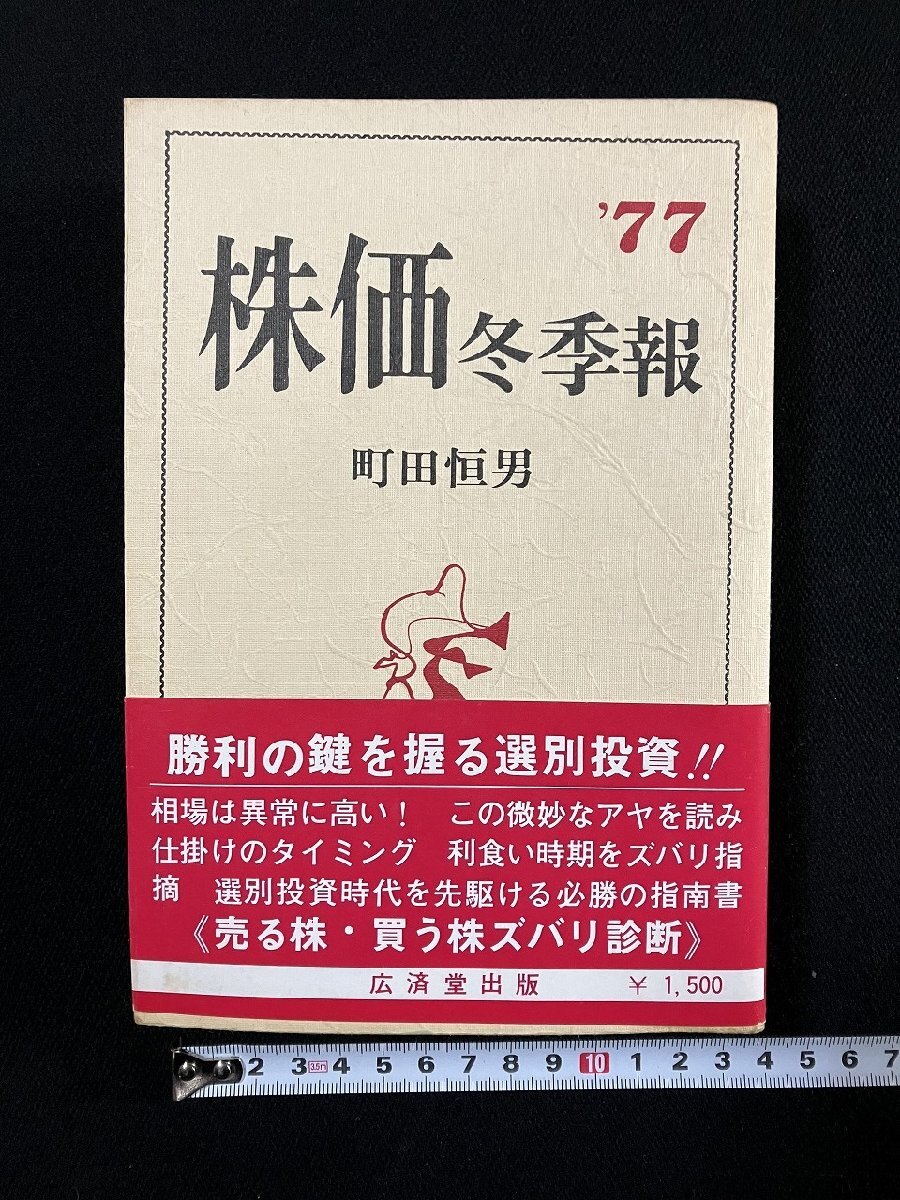 ’77
株価冬季報
町田恒男
勝利の鍵を握る選別投資!!
相場は異常に高い! この微妙なアヤを読み
仕掛けのタイミング 利食い時期をズバリ指
摘 選別投資時代を先駆ける必勝の指南書
《売る株・買う株ズバリ診断》
広済堂出版 ¥ 1,500
2 3 3.5㎡ 4 5 6 7 8 9 10 1 2 3 4 5 6 7